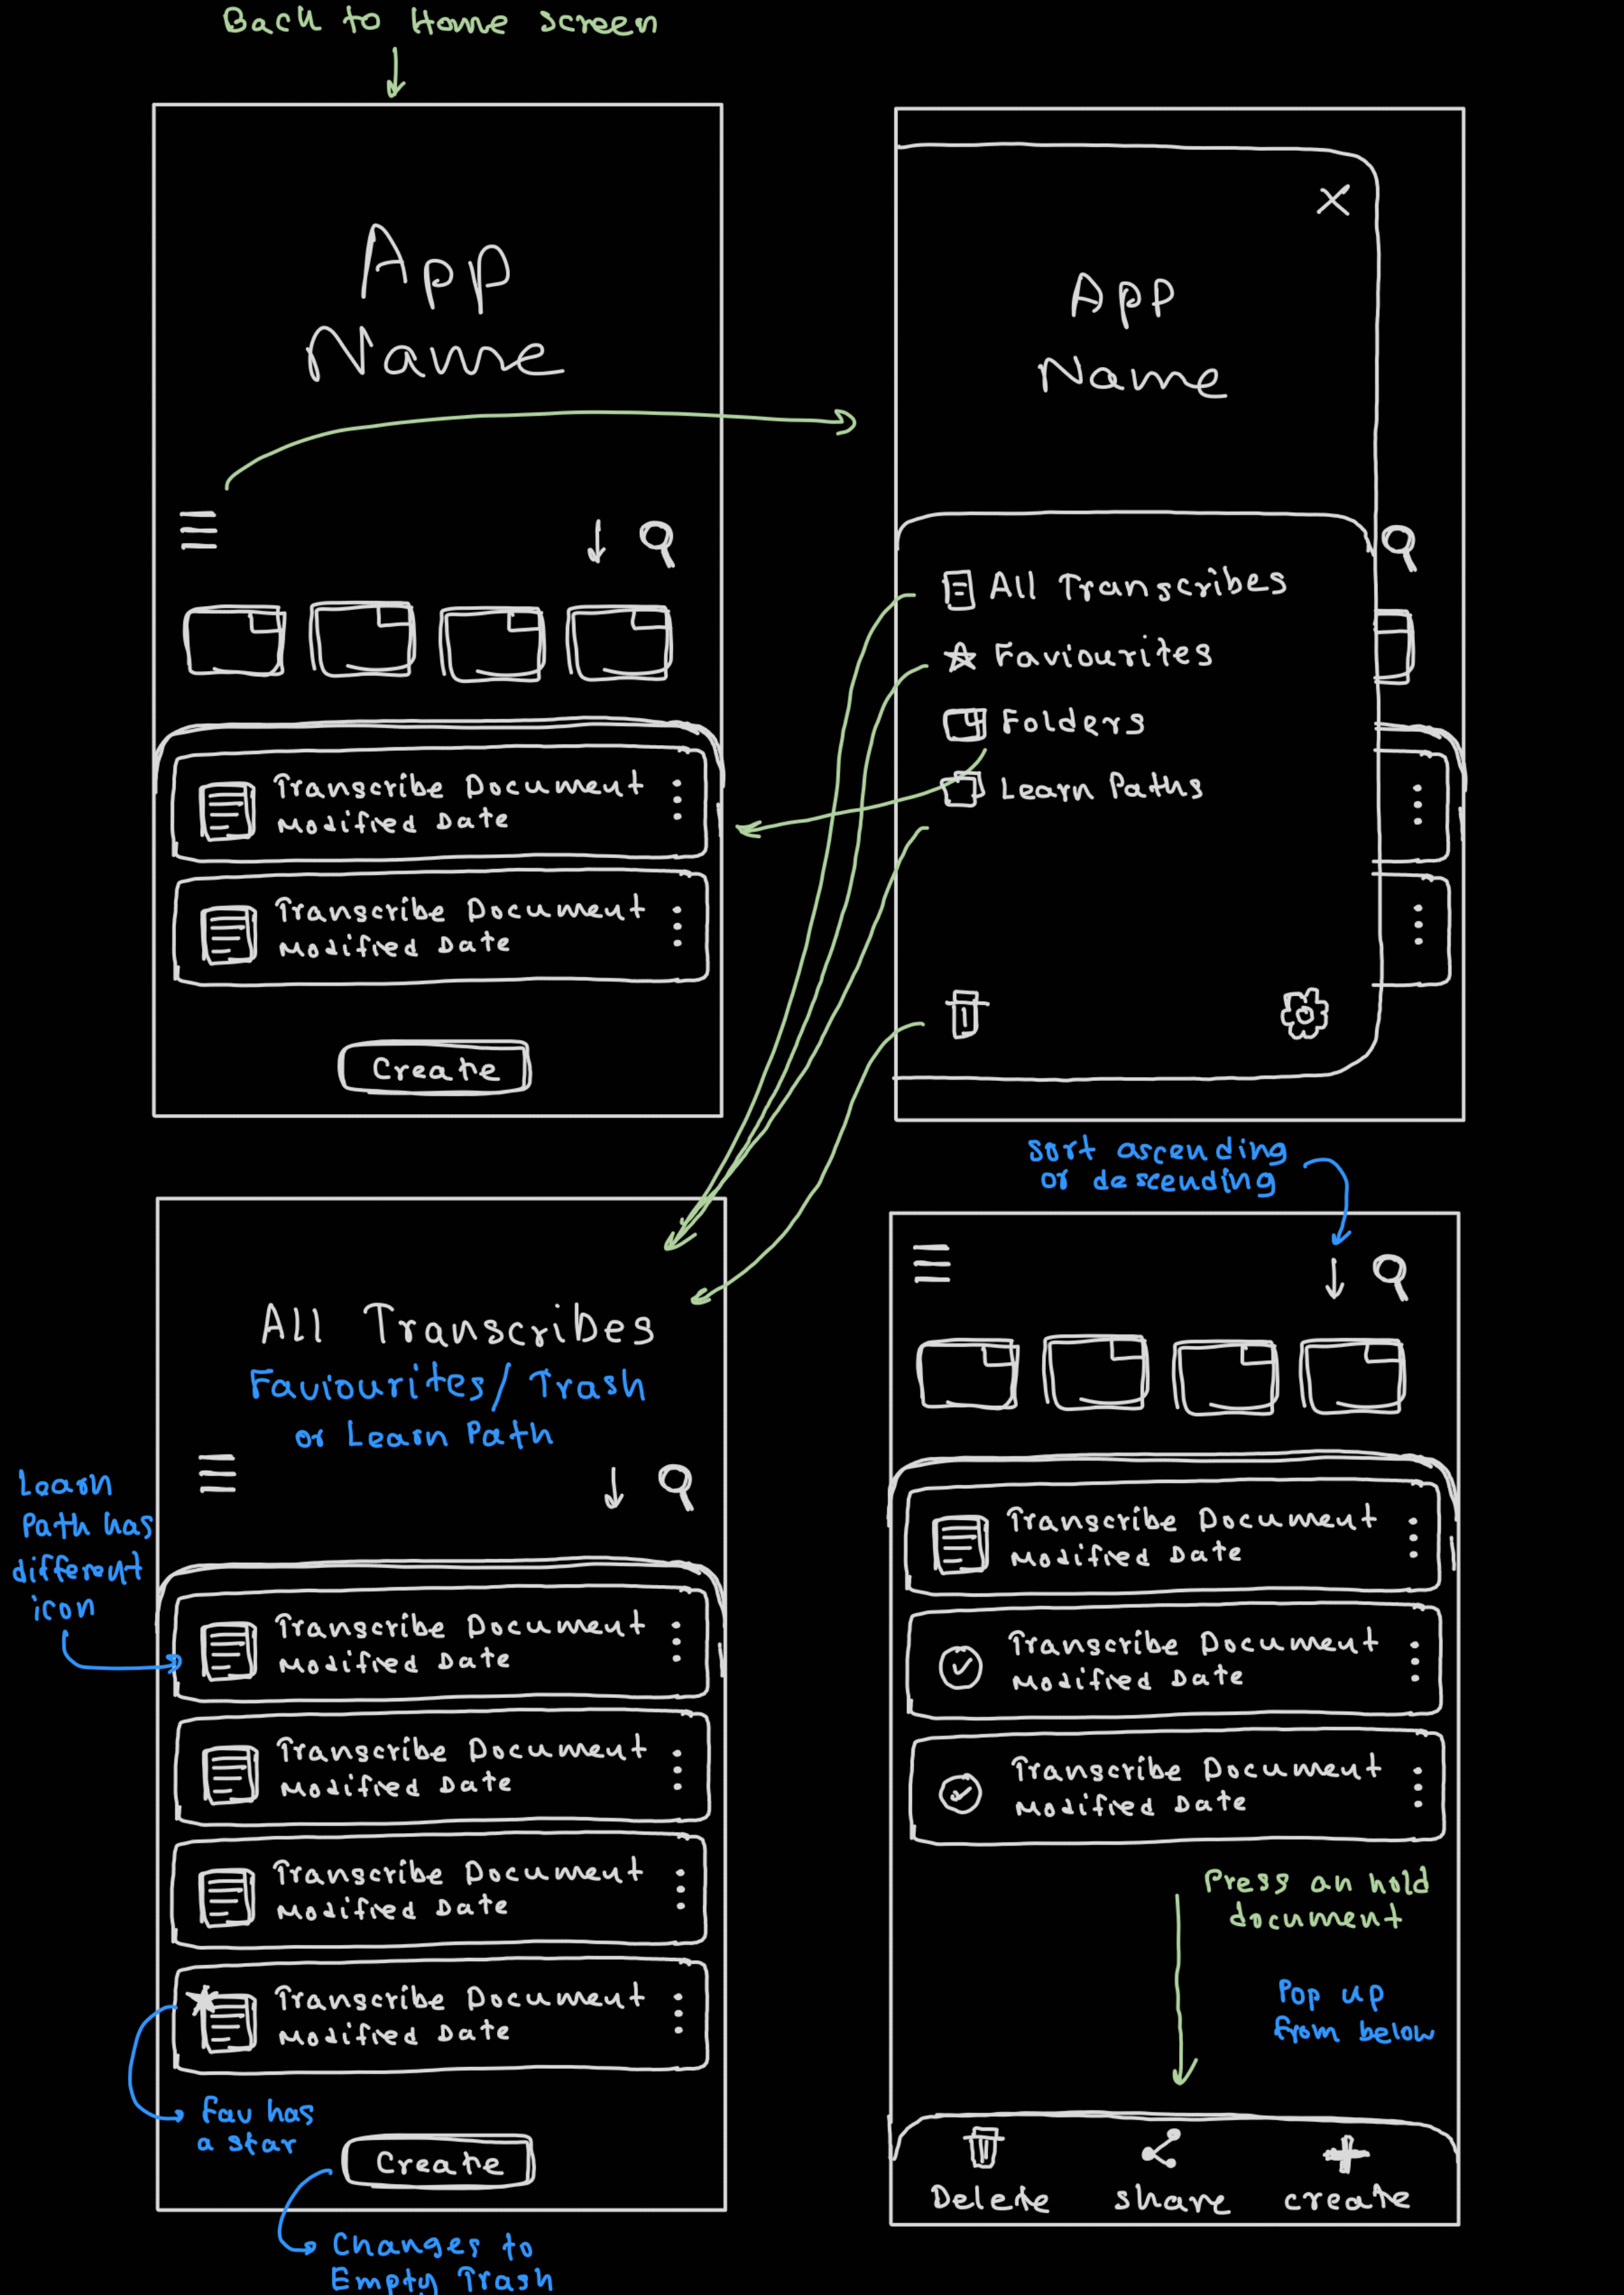 Back to Home screen
App
Name
Transcribe Document
Modified Date
Transcribe Document
Modified Date
Create
App
Name
All Transcribes
Faviourites
Folders
Learn Paths
All Transcribes
Faviourites/ Trash
or Learn Path
Learn
Path has
different
icon
Transcribe Document
Modified Date
Transcribe Document
Modified Date
Transcribe Document
Modified Date
Transcribe Document
Modified Date
Fav has
a star
Create
Changes to
Empty Trash
Sort ascending
or descending
Transcribe Document
Modified Date
Transcribe Document
Modified Date
Transcribe Document
Modified Date
Press an hold
document
Pop up
from below
Delete
share
create